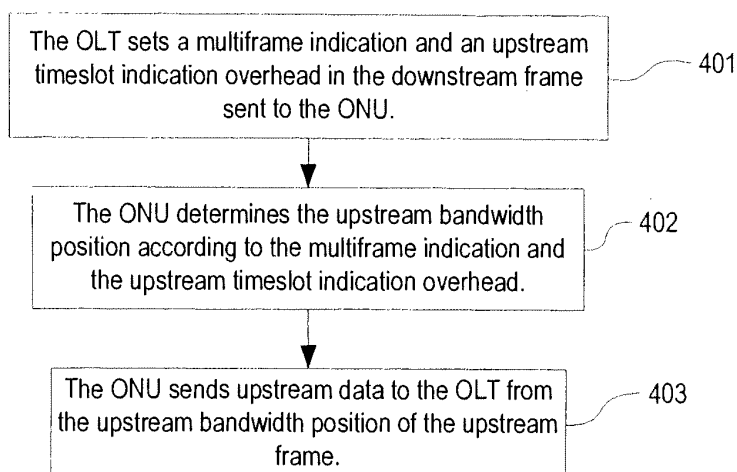 The OLT sets a multiframe indication and an upstream
timeslot indication overhead in the downstream frame
sent to the ONU.
401
The ONU determines the upstream bandwidth
position according to the multiframe indication and
the upstream timeslot indication overhead.
402
The ONU sends upstream data to the OLT from
the upstream bandwidth position of the upstream
frame.
403